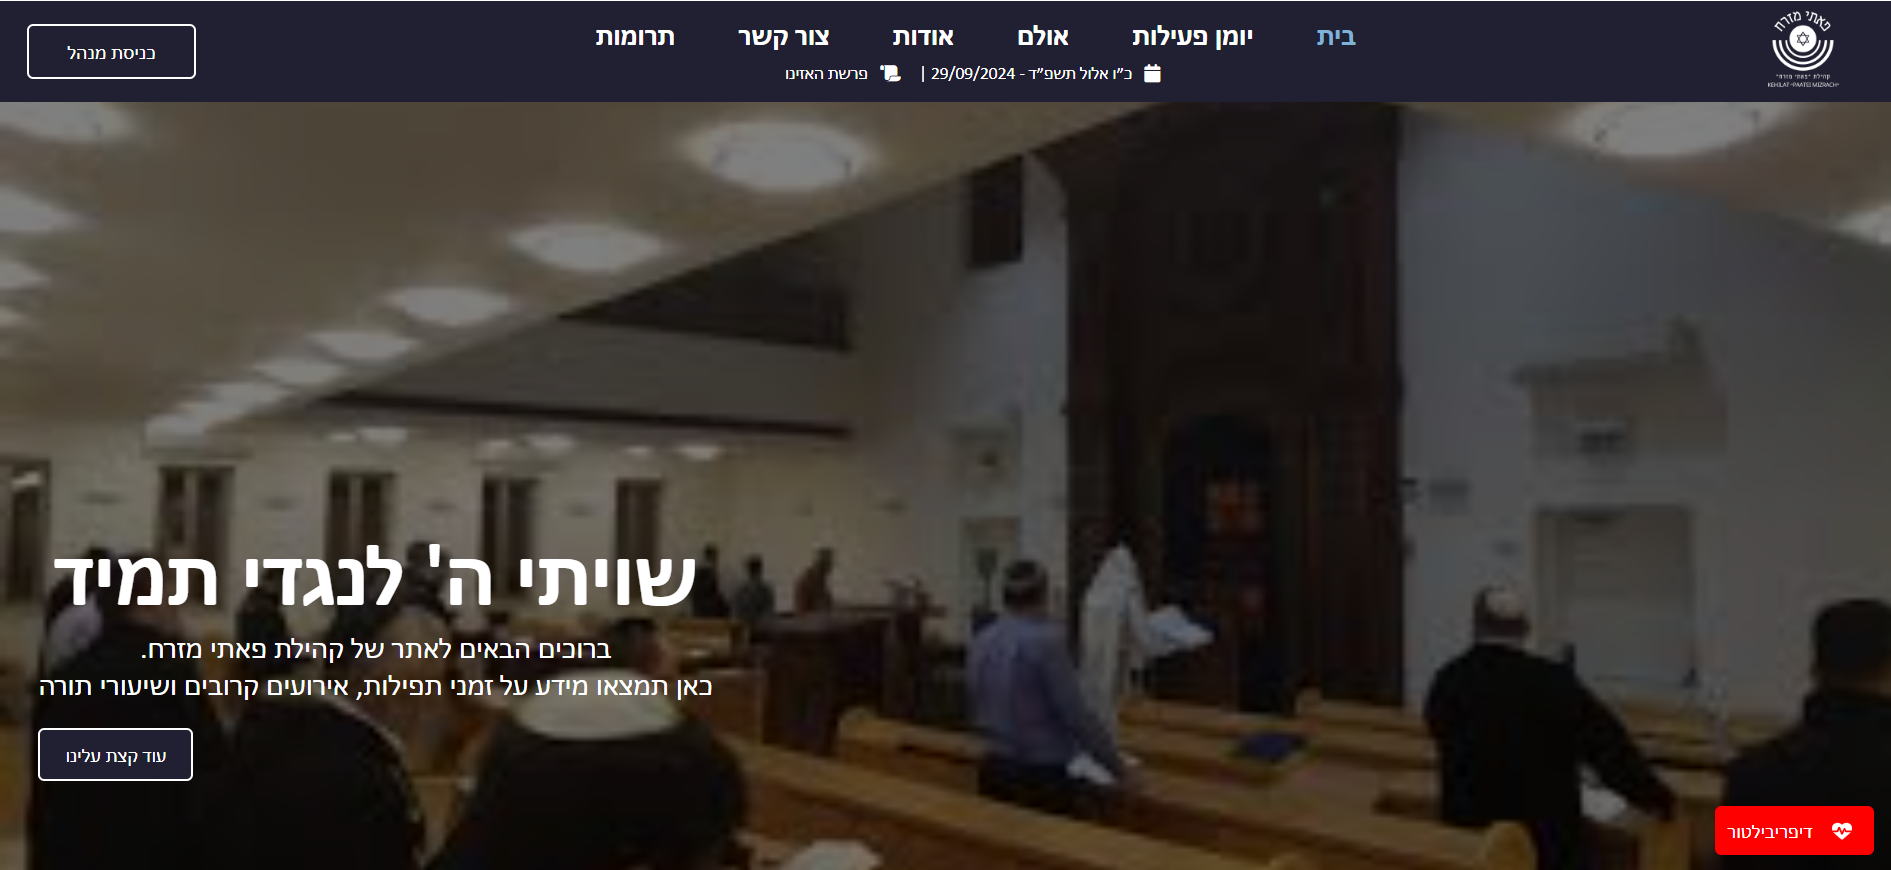 פאתי מזרח
קהילת "פאתי מזרח"
KEHILAT "PAATEI MIZRACH"
בית
יומן פעילות
אולם
אודות
צור קשר
תרומות
כ״ו אלול תשפ״ד - 29/09/2024 | פרשת האזינו
כניסת מנהל
שויתי ה' לנגדי תמיד
ברוכים הבאים לאתר של קהילת פאתי מזרח.
כאן תמצאו מידע על זמני תפילות, אירועים קרובים ושיעורי תורה
עוד קצת עלינו
דיפריבילטור